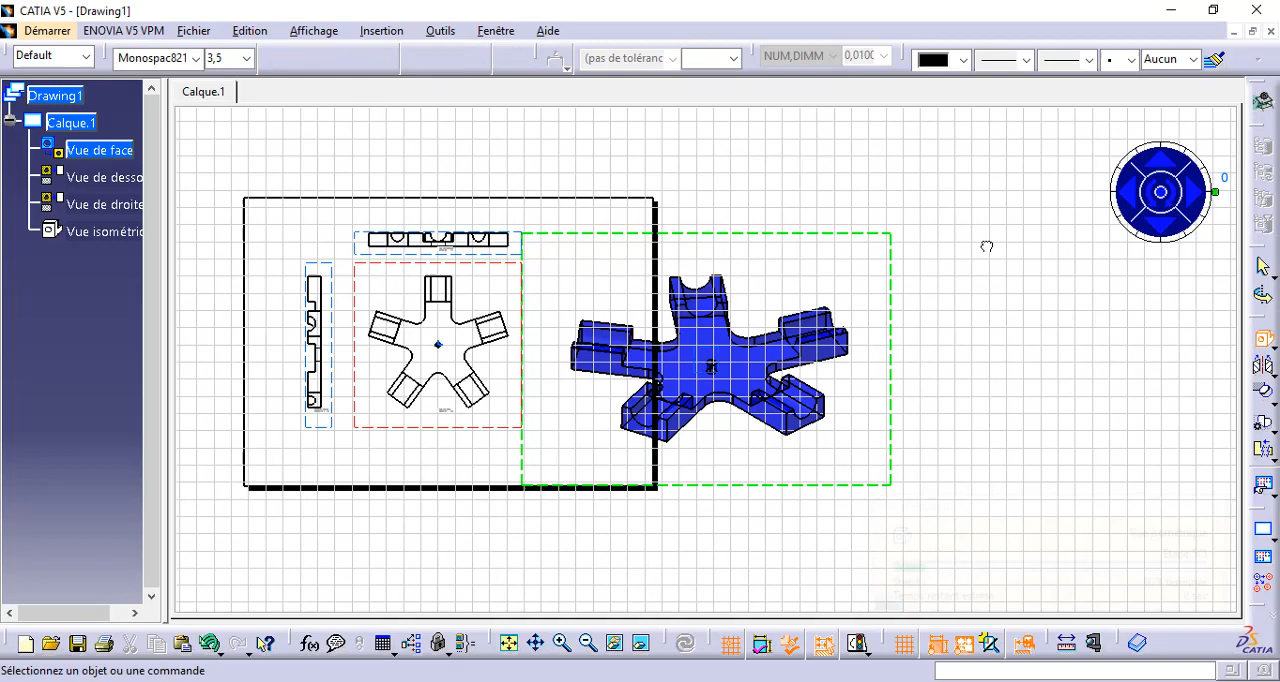 CATIA V5 - [Drawing1]
Démarrer ENOVIA V5 VPM Fichier Edition Affichage Insertion Outils Fenêtre Aide
Default Monospac821 3,5 (pas de toléranc NUM,DIMM 0,010 Aucun
Drawing1
Calque.1
Vue de face
Vue de desso
Vue de droite
Vue isométric
Calque.1
0
f(x)
CATIA
Sélectionnez un objet ou une commande